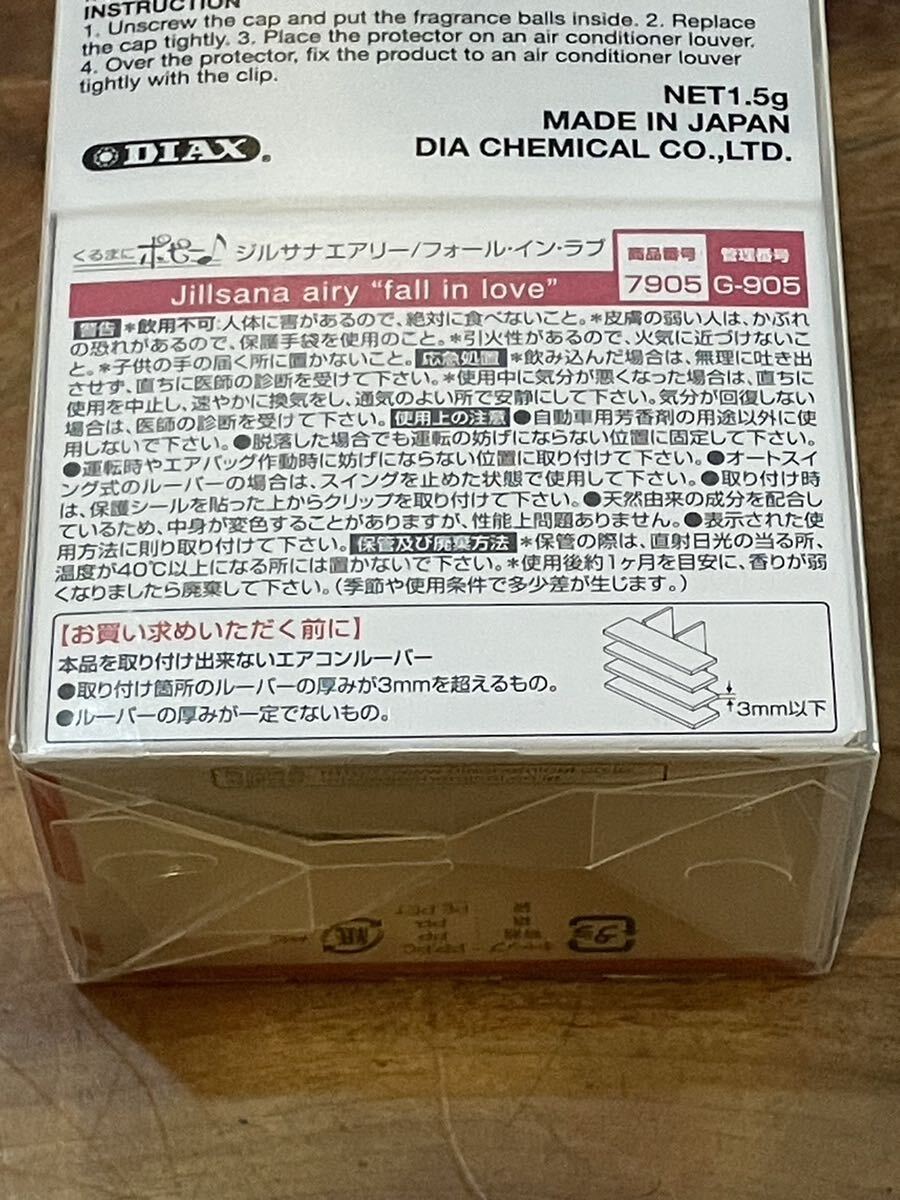 INSTRUCTION
1. Unscrew the cap and put the fragrance balls inside. 2. Replace
the cap tightly. 3. Place the protector on an air conditioner louver.
4. Over the protector, fix the product to an air conditioner louver
tightly with the clip.
NET1.5g
MADE IN JAPAN
DIAX®
DIA CHEMICAL CO.,LTD.
くるまにポピー♪ ジルサナエアリー/フォール・イン・ラブ
商品番号 管理番号
Jillsana airy “fall in love” 7905 G-905
警告 *飲用不可:人体に害があるので、絶対に食べないこと。*皮膚の弱い人は、かぶれ
の恐れがあるので、保護手袋を使用のこと。*引火性があるので、火気に近づけないこ
と。*子供の手の届く所に置かないこと。応急処置 *飲み込んだ場合は、無理に吐き出
させず、直ちに医師の診断を受けて下さい。*使用中に気分が悪くなった場合は、直ちに
使用を中止し、速やかに換気をし、通気のよい所で安静にして下さい。気分が回復しない
場合は、医師の診断を受けて下さい。使用上の注意 ●自動車用芳香剤の用途以外に使
用しないで下さい。●脱落した場合でも運転の妨げにならない位置に固定して下さい。
●運転時やエアバッグ作動時に妨げにならない位置に取り付けて下さい。●オートスイ
ング式のルーバーの場合は、スイングを止めた状態で使用して下さい。●取り付け時
は、保護シールを貼った上からクリップを取り付けて下さい。●天然由来の成分を配合し
ているため、中身が変色することがありますが、性能上問題ありません。●表示された使
用方法に則り取り付けて下さい。保管及び廃棄方法 *保管の際は、直射日光の当る所、
温度が40℃以上になる所には置かないで下さい。*使用後約1ヶ月を目安に、香りが弱
くなりましたら廃棄して下さい。(季節や使用条件で多少差が生じます。)
【お買い求めいただく前に】
本品を取り付け出来ないエアコンルーバー
●取り付け箇所のルーバーの厚みが3mmを超えるもの。
●ルーバーの厚みが一定でないもの。
3mm以下